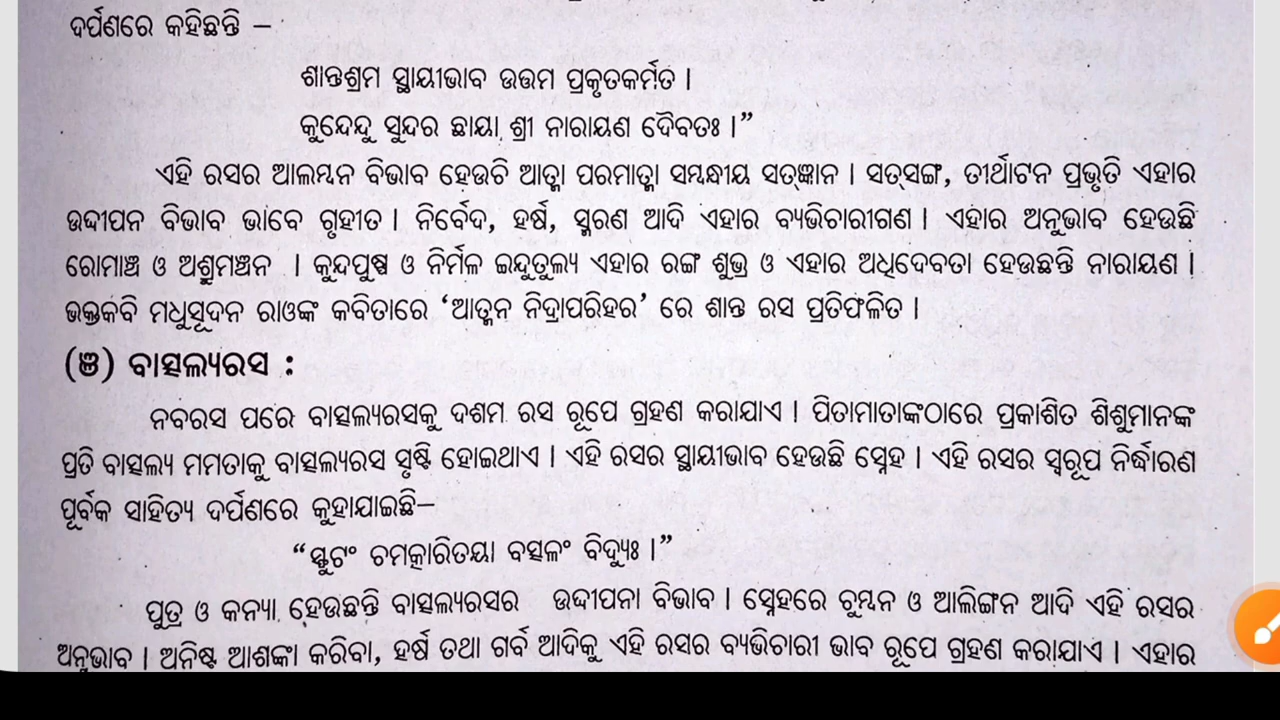 ଦର୍ପଣରେ କହିଛନ୍ତି –
ଶାନ୍ତଶ୍ରମ ସ୍ଥାୟୀଭାବ ଉତ୍ତମ ପ୍ରକୃତକର୍ମତ ।
କୁନ୍ଦେନ୍ଦୁ ସୁନ୍ଦର ଛାୟା ଶ୍ରୀ ନାରାୟଣ ଦୈବତଃ ।”
ଏହି ରସର ଆଲମ୍ବନ ବିଭାବ ହେଉଚି ଆତ୍ମା ପରମାତ୍ମା ସମ୍ବନ୍ଧୀୟ ସତ୍‌ଜ୍ଞାନ । ସତ୍‌ସଙ୍ଗ, ତୀର୍ଥାଟନ ପ୍ରଭୃତି ଏହାର
ଉଦ୍ଦୀପନ ବିଭାବ ଭାବେ ଗୃହୀତ । ନିର୍ବେଦ, ହର୍ଷ, ସ୍ମରଣ ଆଦି ଏହାର ବ୍ୟଭିଚାରୀଗଣ । ଏହାର ଅନୁଭାବ ହେଉଛି
ରୋମାଞ୍ଚ ଓ ଅଶ୍ରୁମଞ୍ଚନ । କୁନ୍ଦପୁଷ୍ପ ଓ ନିର୍ମଳ ଇନ୍ଦୁତୁଲ୍ୟ ଏହାର ରଙ୍ଗ ଶୁଭ୍ର ଓ ଏହାର ଅଧିଦେବତା ହେଉଛନ୍ତି ନାରାୟଣ ।
ଭକ୍ତକବି ମଧୁସୂଦନ ରାଓଙ୍କ କବିତାରେ ‘ଆତ୍ମନ ନିଦ୍ରାପରିହର’ ରେ ଶାନ୍ତ ରସ ପ୍ରତିଫଳିତ ।
(ଞ) ବାତ୍ସଲ୍ୟରସ :
ନବରସ ପରେ ବାତ୍ସଲ୍ୟରସକୁ ଦଶମ ରସ ରୂପେ ଗ୍ରହଣ କରାଯାଏ । ପିତାମାତାଙ୍କଠାରେ ପ୍ରକାଶିତ ଶିଶୁମାନଙ୍କ
ପ୍ରତି ବାତ୍ସଲ୍ୟ ମମତାକୁ ବାତ୍ସଲ୍ୟରସ ସୃଷ୍ଟି ହୋଇଥାଏ । ଏହି ରସର ସ୍ଥାୟୀଭାବ ହେଉଛି ସ୍ନେହ । ଏହି ରସର ସ୍ୱରୂପ ନିର୍ଦ୍ଧାରଣ
ପୂର୍ବକ ସାହିତ୍ୟ ଦର୍ପଣରେ କୁହାଯାଇଛି–
“ସ୍ଫୁଟଂ ଚମତ୍କାରିତୟା ବତ୍ସଳଂ ବିଦ୍ୟୁଃ ।”
ପୁତ୍ର ଓ କନ୍ୟା ହେଉଛନ୍ତି ବାତ୍ସଲ୍ୟରସର ଉଦ୍ଦୀପନା ବିଭାବ । ସ୍ନେହରେ ଚୁମ୍ବନ ଓ ଆଲିଙ୍ଗନ ଆଦି ଏହି ରସର
ଅନୁଭାବ । ଅନିଷ୍ଟ ଆଶଙ୍କା କରିବା, ହର୍ଷ ତଥା ଗର୍ବ ଆଦିକୁ ଏହି ରସର ବ୍ୟଭିଚାରୀ ଭାବ ରୂପେ ଗ୍ରହଣ କରାଯାଏ । ଏହାର